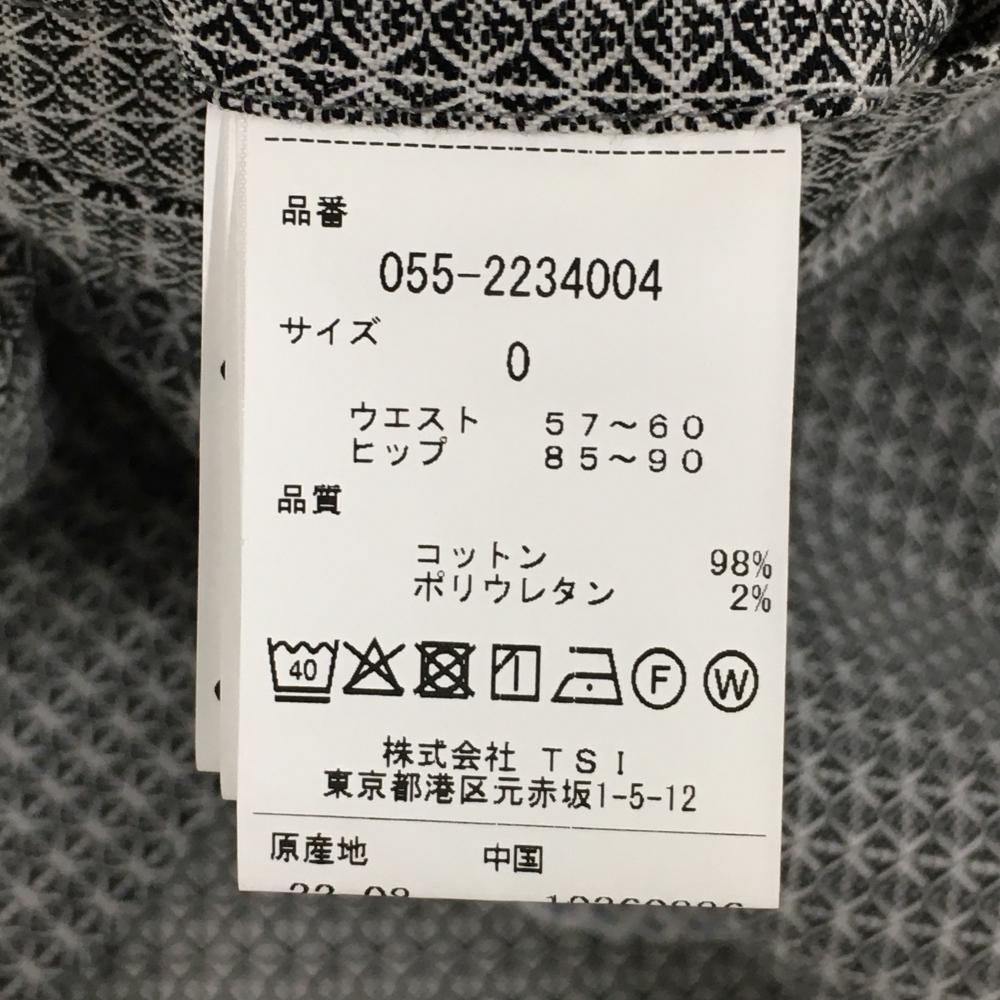 品番
055-2234004
サイズ
0
ウエスト 57～60
ヒップ 85～90
品質
コットン 98%
ポリウレタン 2%
40 F W
株式会社 TSI
東京都港区元赤坂1-5-12
原産地 中国